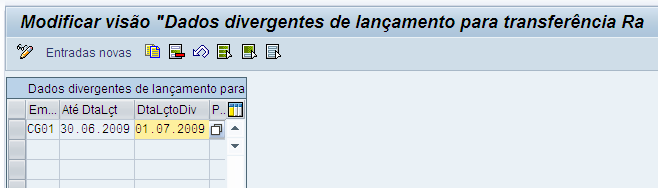 Modificar visão "Dados divergentes de lançamento para transferência Ra
Entradas novas
Dados divergentes de lançamento para
Em... Até DtaLçt DtaLçtoDiv P..
CG01 30.06.2009 01.07.2009